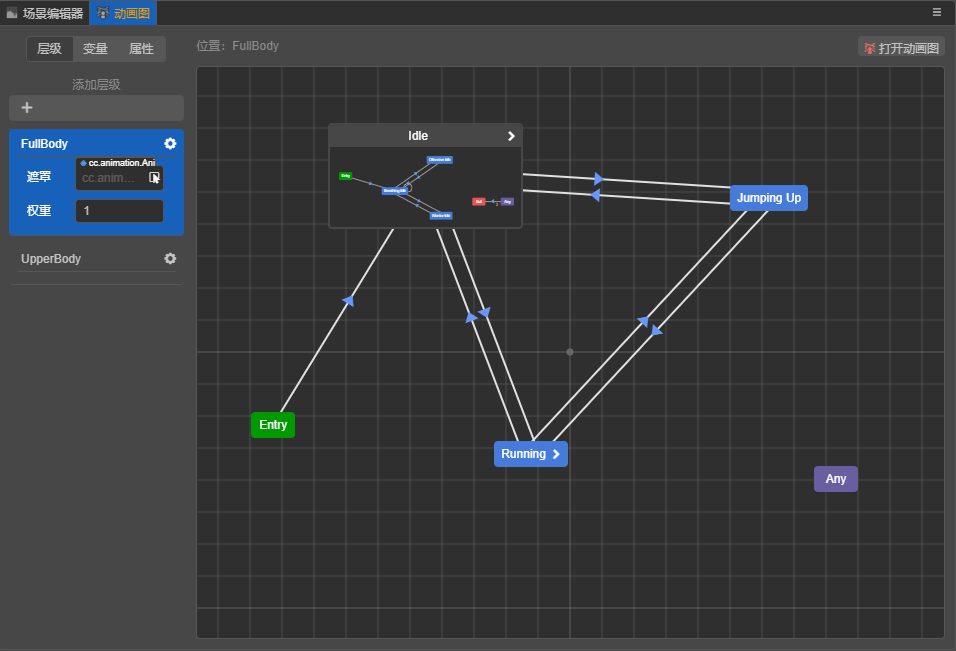 场景编辑器 动画图
层级 变量 属性
位置: FullBody
打开动画图
添加层级
+
FullBody
遮罩
cc.animation.Ani
cc.anim...
权重 1
UpperBody
Idle
Entry
Any
Jumping Up
Entry
Running
Any